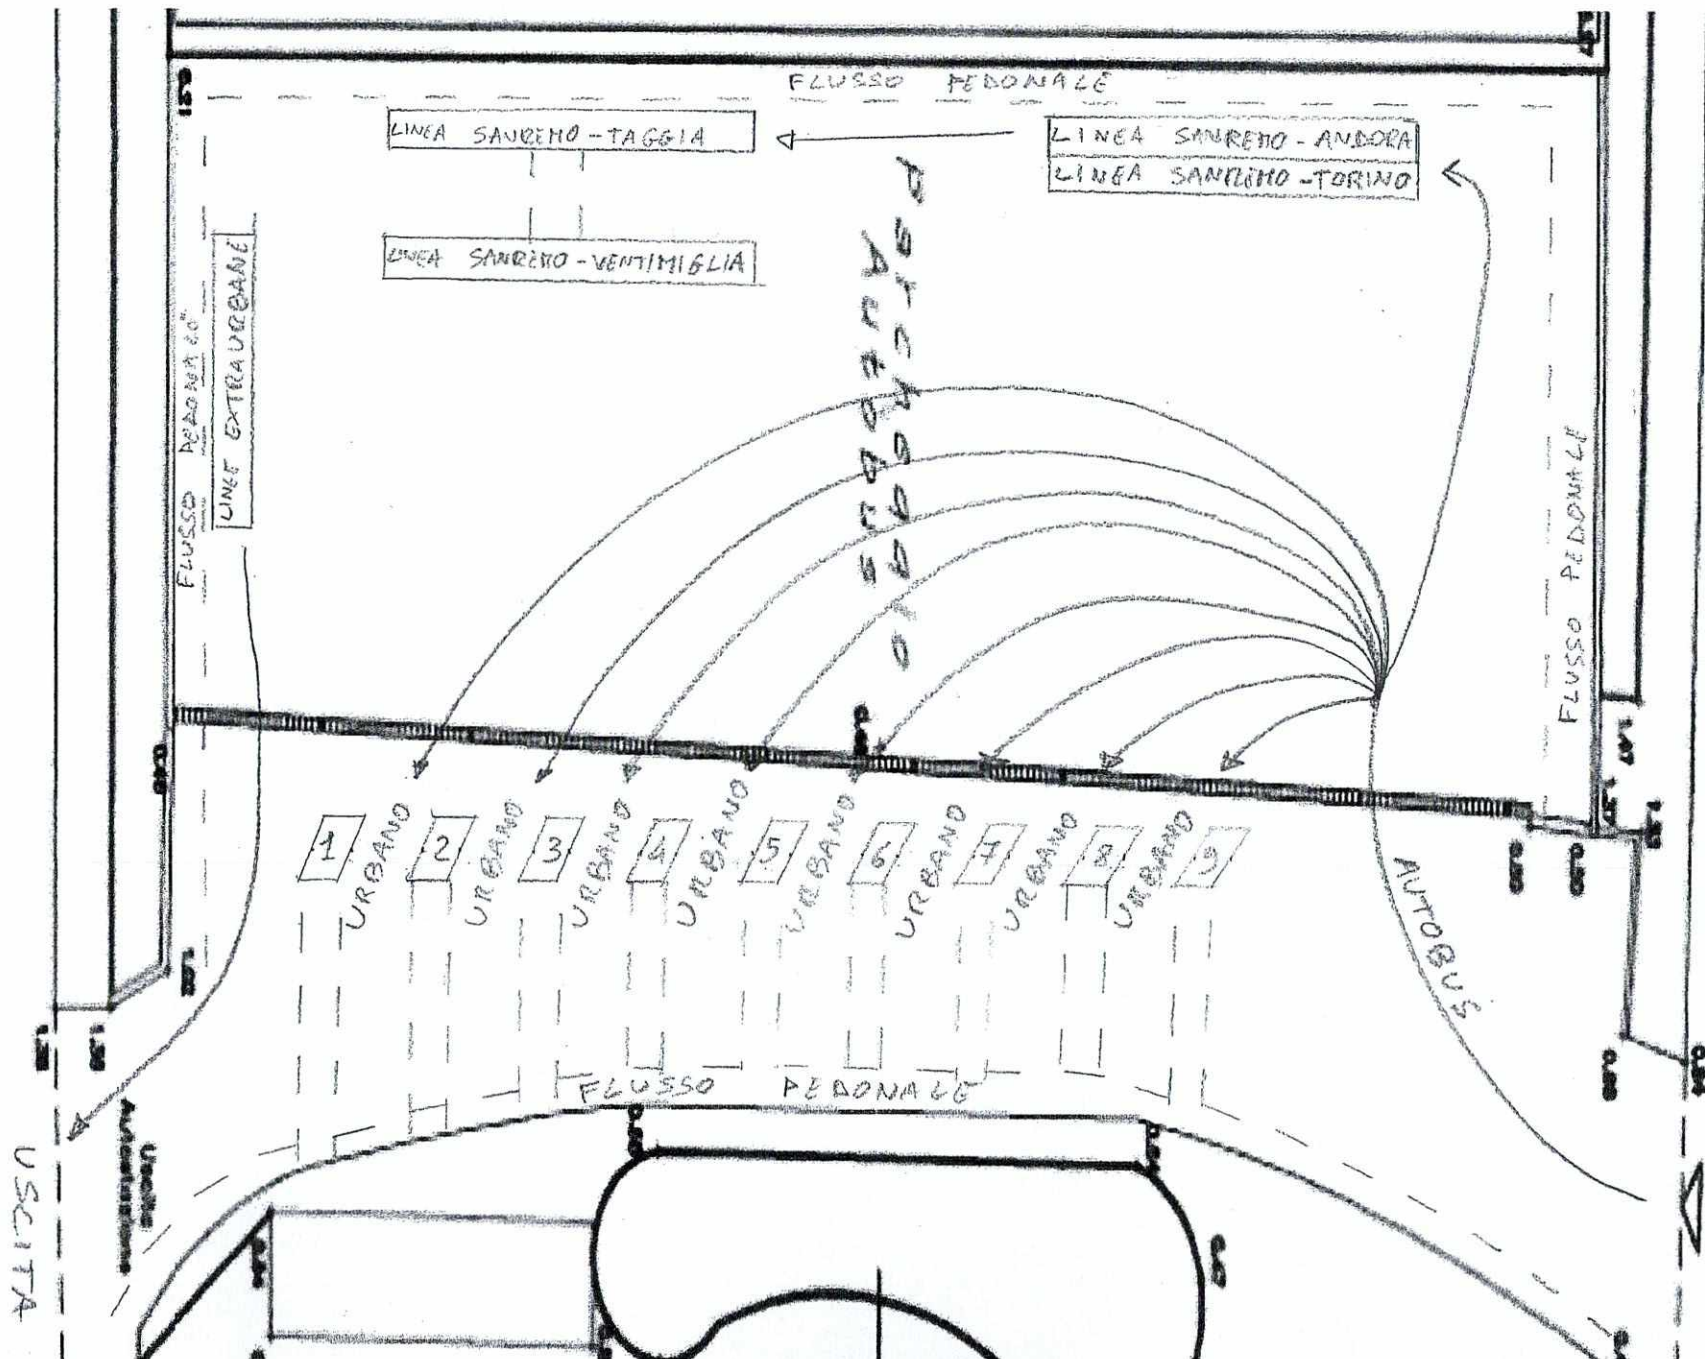 FLUSSO PEDONALE
LINEA SANREMO-TAGGIA
LINEA SANREMO-ANDORA
LINEA SANREMO-TORINO
LINEA SANREMO-VENTIMIGLIA
Parcheggio
Autobus
LINEE EXTRAURBANE
FLUSSO PEDONALE
FLUSSO PEDONALE
1
URBANO
2
URBANO
3
URBANO
4
URBANO
5
URBANO
6
URBANO
7
URBANO
8
URBANO
9
AUTOBUS
FLUSSO PEDONALE
Uscita
Autostazione
USCITA